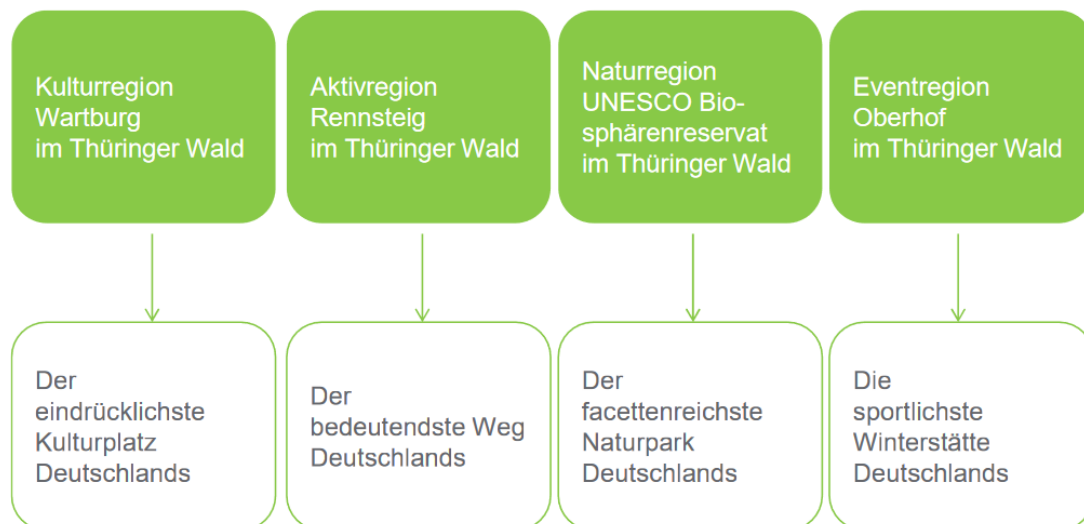 Kulturregion
Wartburg
im Thüringer Wald
Aktivregion
Rennsteig
im Thüringer Wald
Naturregion
UNESCO Bio-
sphärenreservat
im Thüringer Wald
Eventregion
Oberhof
im Thüringer Wald
Der
eindrücklichste
Kulturplatz
Deutschlands
Der
bedeutendste Weg
Deutschlands
Der
facettenreichste
Naturpark
Deutschlands
Die
sportlichste
Winterstätte
Deutschlands